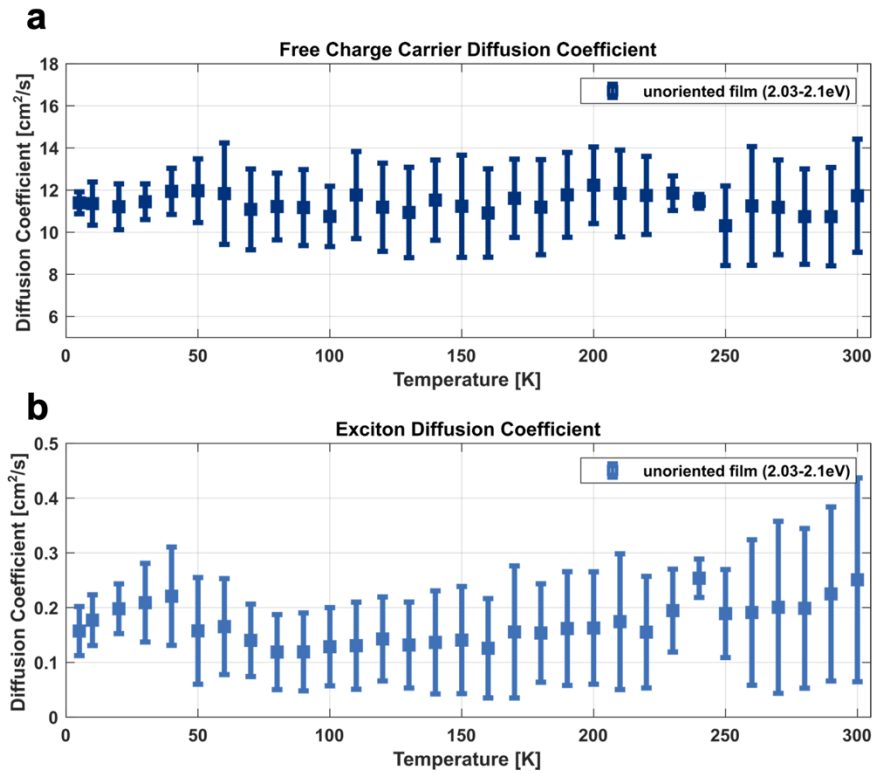 a
Free Charge Carrier Diffusion Coefficient
18
16
14
12
10
8
6
Diffusion Coefficient [cm²/s]
unoriented film (2.03-2.1eV)
0 50 100 150 200 250 300
Temperature [K]
b
Exciton Diffusion Coefficient
0.5
0.4
0.3
0.2
0.1
0
Diffusion Coefficient [cm²/s]
unoriented film (2.03-2.1eV)
0 50 100 150 200 250 300
Temperature [K]